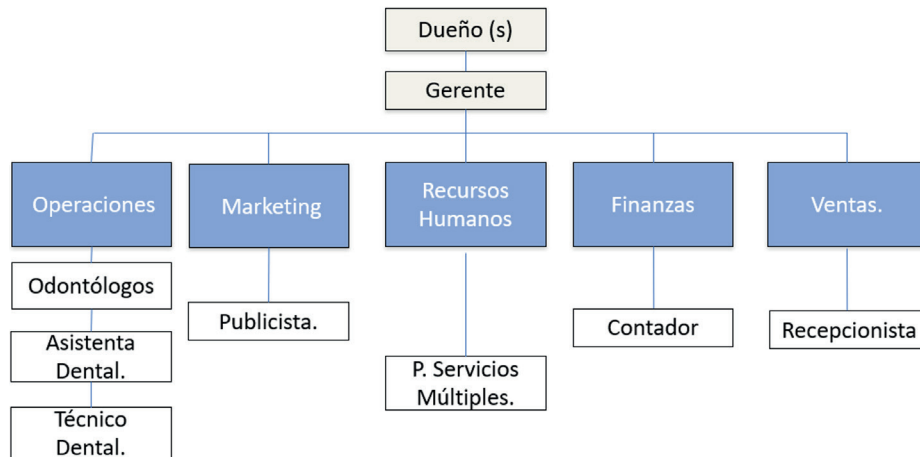 Dueño (s)
Gerente
Operaciones
Marketing
Recursos
Humanos
Finanzas
Ventas.
Odontólogos
Asistenta
Dental.
Técnico
Dental.
Publicista.
P. Servicios
Múltiples.
Contador
Recepcionista